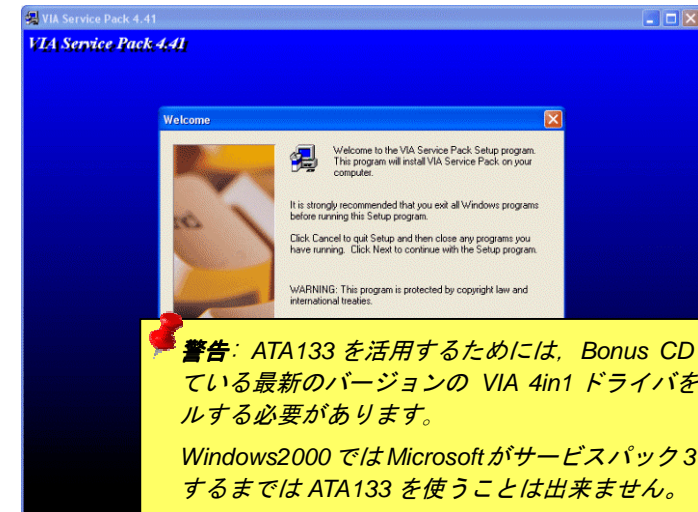 VIA Service Pack 4.41
VIA Service Pack 4.41
Welcome
Welcome to the VIA Service Pack Setup program.
This program will install VIA Service Pack on your
computer.
It is strongly recommended that you exit all Windows programs
before running this Setup program.
Click Cancel to quit Setup and then close any programs you
have running. Click Next to continue with the Setup program.
WARNING: This program is protected by copyright law and
international treaties.
警告: ATA133 を活用するためには, Bonus CD
ている最新のバージョンの VIA 4in1 ドライバを
ルする必要があります。
Windows2000 では Microsoft がサービスパック 3
するまでは ATA133 を使うことは出来ません。